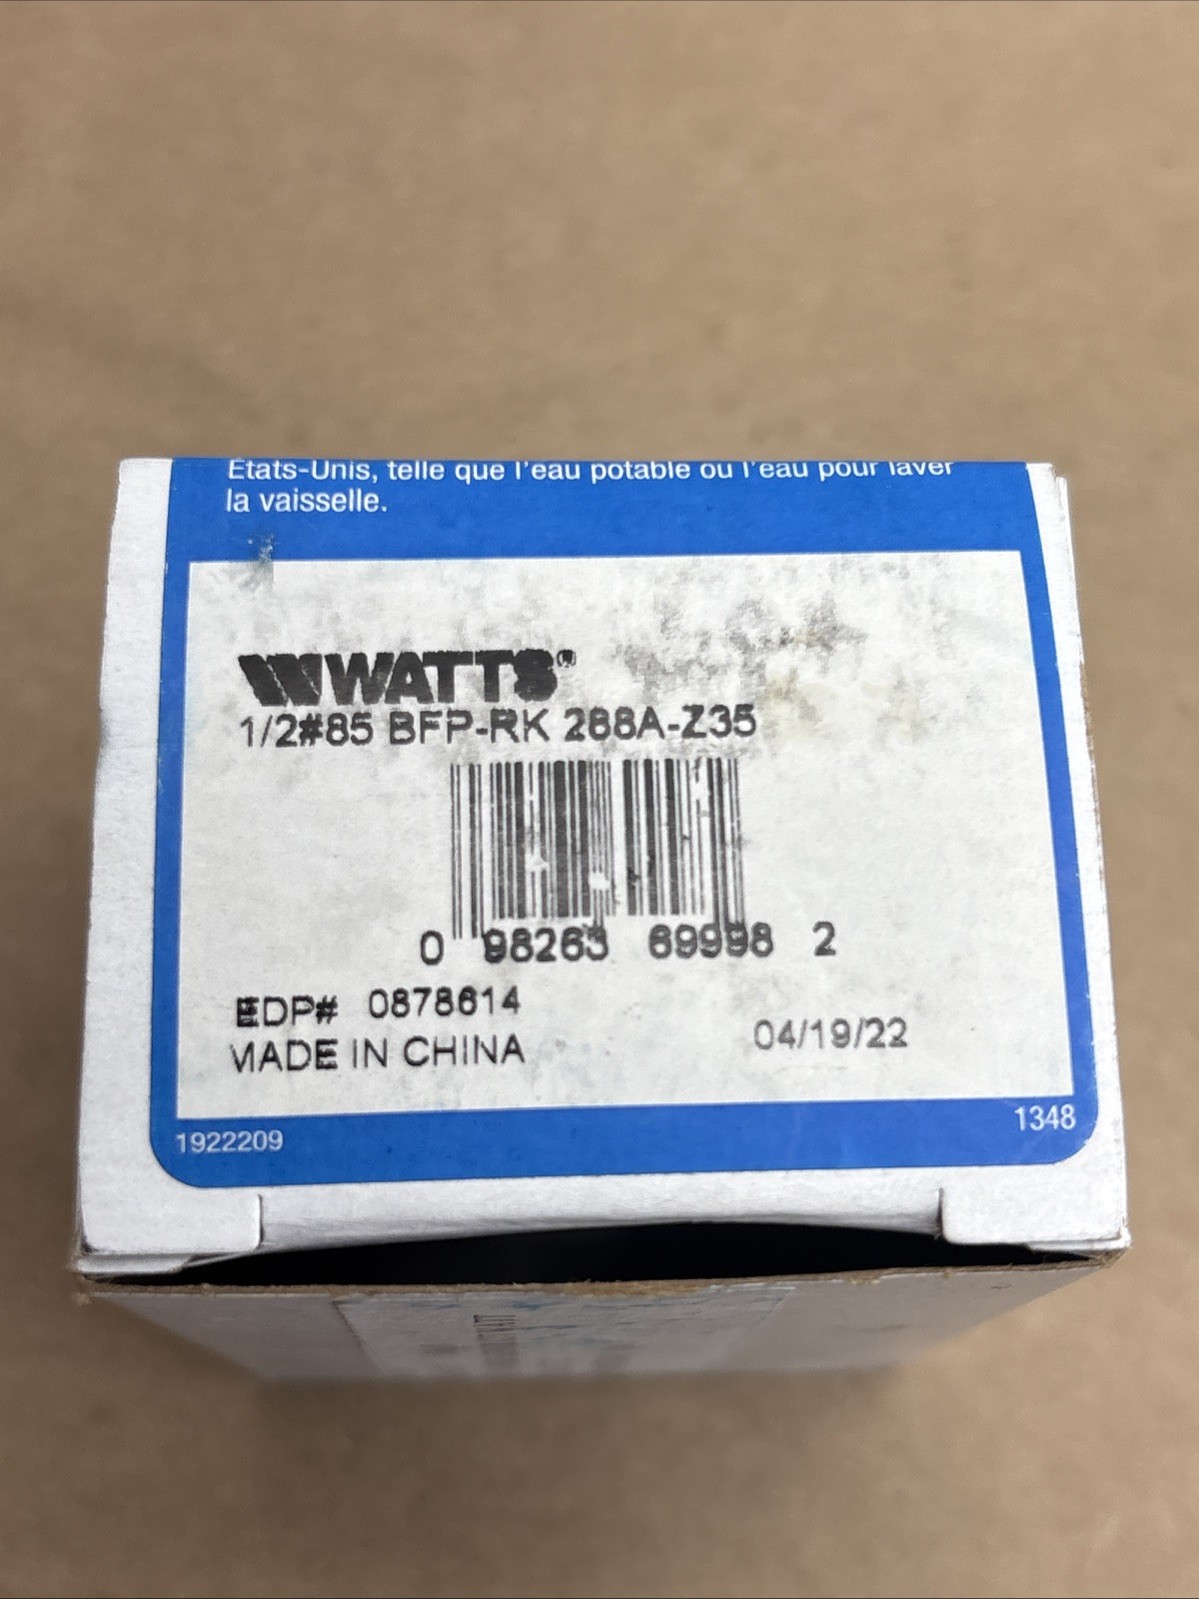 États-Unis, telle que l'eau potable ou l'eau pour laver
la vaisselle.
WATTS®
1/2#85 BFP-RK 288A-Z35
0 98263 69998 2
EDP# 0878614
MADE IN CHINA
04/19/22
1922209
1348